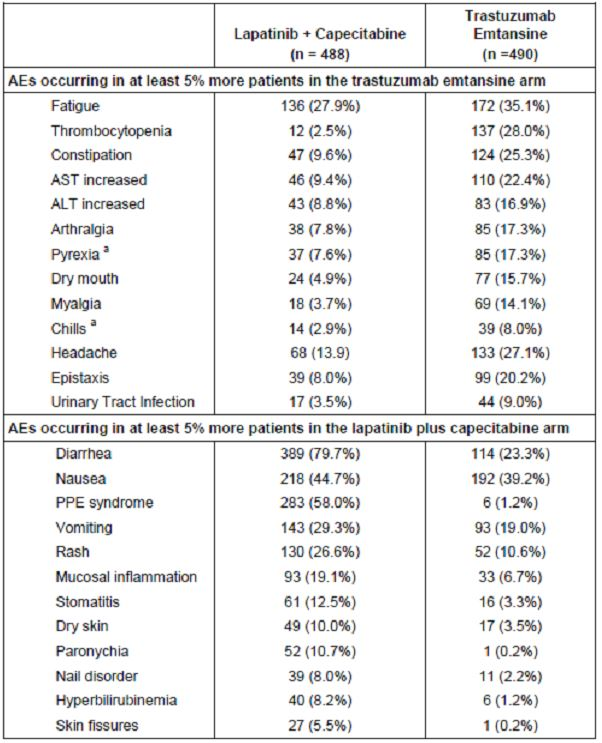 Lapatinib + Capecitabine
(n = 488)
Trastuzumab
Emtansine
(n =490)
AEs occurring in at least 5% more patients in the trastuzumab emtansine arm
Fatigue 136 (27.9%) 172 (35.1%)
Thrombocytopenia 12 (2.5%) 137 (28.0%)
Constipation 47 (9.6%) 124 (25.3%)
AST increased 46 (9.4%) 110 (22.4%)
ALT increased 43 (8.8%) 83 (16.9%)
Arthralgia 38 (7.8%) 85 (17.3%)
Pyrexia a 37 (7.6%) 85 (17.3%)
Dry mouth 24 (4.9%) 77 (15.7%)
Myalgia 18 (3.7%) 69 (14.1%)
Chills a 14 (2.9%) 39 (8.0%)
Headache 68 (13.9) 133 (27.1%)
Epistaxis 39 (8.0%) 99 (20.2%)
Urinary Tract Infection 17 (3.5%) 44 (9.0%)
AEs occurring in at least 5% more patients in the lapatinib plus capecitabine arm
Diarrhea 389 (79.7%) 114 (23.3%)
Nausea 218 (44.7%) 192 (39.2%)
PPE syndrome 283 (58.0%) 6 (1.2%)
Vomiting 143 (29.3%) 93 (19.0%)
Rash 130 (26.6%) 52 (10.6%)
Mucosal inflammation 93 (19.1%) 33 (6.7%)
Stomatitis 61 (12.5%) 16 (3.3%)
Dry skin 49 (10.0%) 17 (3.5%)
Paronychia 52 (10.7%) 1 (0.2%)
Nail disorder 39 (8.0%) 11 (2.2%)
Hyperbilirubinemia 40 (8.2%) 6 (1.2%)
Skin fissures 27 (5.5%) 1 (0.2%)